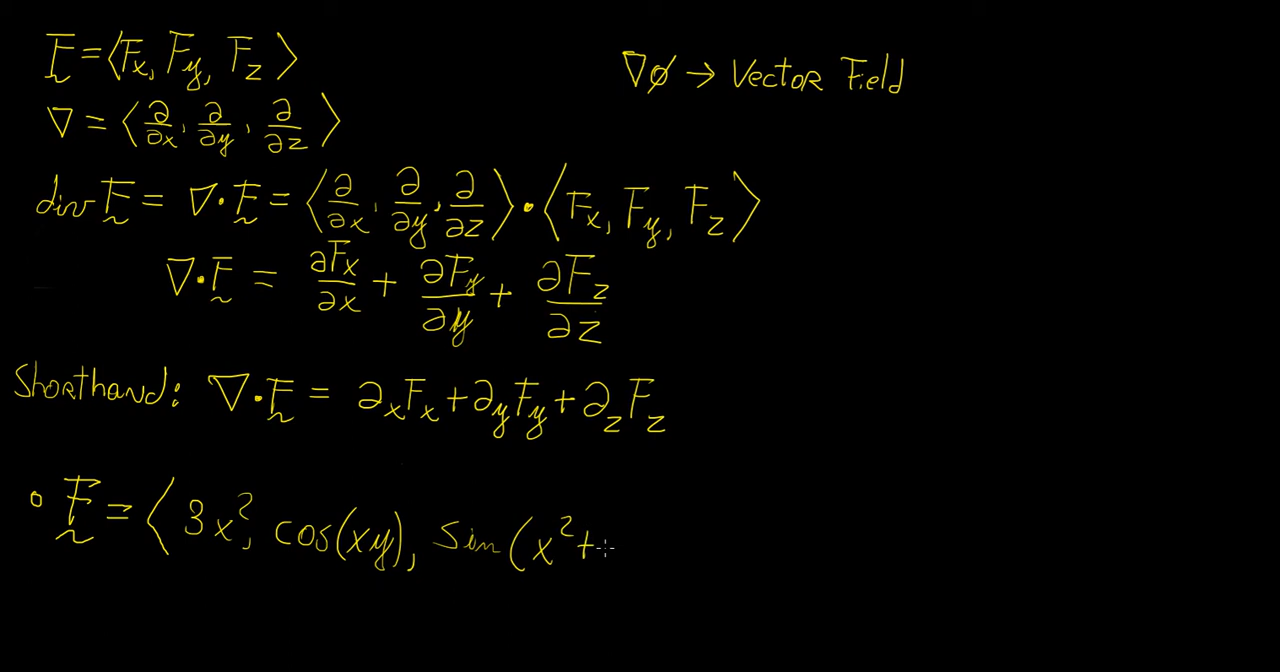 F = ⟨Fx, Fy, Fz⟩
∇∅ → Vector Field
∇ = ⟨∂/∂x, ∂/∂y, ∂/∂z⟩
div F = ∇·F = ⟨∂/∂x, ∂/∂y, ∂/∂z⟩·⟨Fx, Fy, Fz⟩
∇·F = ∂Fx/∂x + ∂Fy/∂y + ∂Fz/∂z
Shorthand: ∇·F = ∂xFx + ∂yFy + ∂zFz
∘ F = ⟨3x², cos(xy), sin(x²+